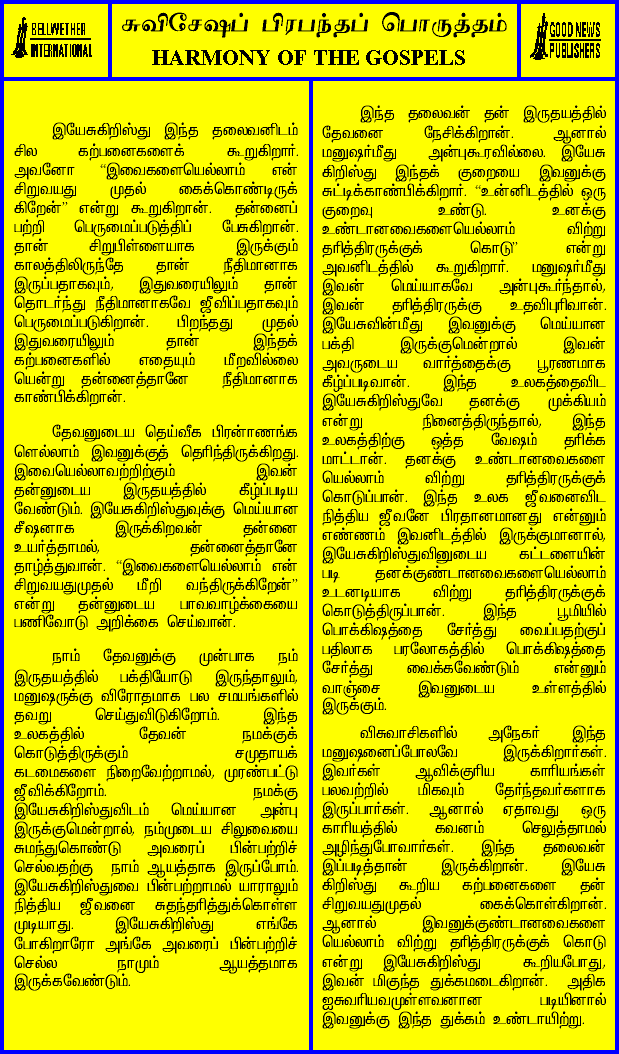 BELLWETHER
INTERNATIONAL
சுவிசேஷப் பிரபந்தப் பொருத்தம்
HARMONY OF THE GOSPELS
GOOD NEWS
PUBLISHERS
இயேசுகிறிஸ்து இந்த தலைவனிடம்
சில கற்பனைகளைக் கூறுகிறார்.
அவனோ “இவைகளையெல்லாம் என்
சிறுவயது முதல் கைக்கொண்டிருக்
கிறேன்” என்று கூறுகிறான். தன்னைப்
பற்றி பெருமைப்படுத்திப் பேசுகிறான்.
தான் சிறுபிள்ளையாக இருக்கும்
காலத்திலிருந்தே தான் நீதிமானாக
இருப்பதாகவும், இதுவரையிலும் தான்
தொடர்ந்து நீதிமானாகவே ஜீவிப்பதாகவும்
பெருமைப்படுகிறான். பிறந்தது முதல்
இதுவரையிலும் தான் இந்தக்
கற்பனைகளில் எதையும் மீறவில்லை
யென்று தன்னைத்தானே நீதிமானாக
காண்பிக்கிறான்.
தேவனுடைய தெய்வீக பிரன்ாணங்க
ளெல்லாம் இவனுக்குத் தெரிந்திருக்கிறது.
இவையெல்லாவற்றிற்கும் இவன்
தன்னுடைய இருதயத்தில் கீழ்ப்படிய
வேண்டும். இயேசுகிறிஸ்துவுக்கு மெய்யான
சீஷனாக இருக்கிறவன் தன்னை
உயர்த்தாமல், தன்னைத்தானே
தாழ்த்துவான். “இவைகளையெல்லாம் என்
சிறுவயதுமுதல் மீறி வந்திருக்கிறேன்”
என்று தன்னுடைய பாவவாழ்க்கையை
பணிவோடு அறிக்கை செய்வான்.
நாம் தேவனுக்கு முன்பாக நம்
இருதயத்தில் பக்தியோடு இருந்தாலும்,
மனுஷருக்கு விரோதமாக பல சமயங்களில்
தவறு செய்துவிடுகிறோம். இந்த
உலகத்தில் தேவன் நமக்குக்
கொடுத்திருக்கும் சமுதாயக்
கடமைகளை நிறைவேற்றாமல், முரண்பட்டு
ஜீவிக்கிறோம். நமக்கு
இயேசுகிறிஸ்துவிடம் மெய்யான அன்பு
இருக்குமென்றால், நம்முடைய சிலுவையை
சுமந்துகொண்டு அவரைப் பின்பற்றிச்
செல்வதற்கு நாம் ஆயத்தாக இருப்போம்.
இயேசுகிறிஸ்துவை பின்பற்றாமல் யாராலும்
நித்திய ஜீவனை சுதந்தரித்துக்கொள்ள
முடியாது. இயேசுகிறிஸ்து எங்கே
போகிறாரோ அங்கே அவரைப் பின்பற்றிச்
செல்ல நாமும் ஆயத்தமாக
இருக்கவேண்டும்.
இந்த தலைவன் தன் இருதயத்தில்
தேவனை நேசிக்கிறான். ஆனால்
மனுஷர்மீது அன்புகூரவில்லை. இயேசு
கிறிஸ்து இந்தக் குறையை இவனுக்கு
சுட்டிக்காண்பிக்கிறார். “உன்னிடத்தில் ஒரு
குறைவு உண்டு. உனக்கு
உண்டானவைகளையெல்லாம் விற்று
தரித்திரருக்குக் கொடு” என்று
அவனிடத்தில் கூறுகிறார். மனுஷர்மீது
இவன் மெய்யாகவே அன்புகூர்ந்தால்,
இவன் தரித்திரருக்கு உதவிபுரிவான்.
இயேசுவின்மீது இவனுக்கு மெய்யான
பக்தி இருக்குமென்றால் இவன்
அவருடைய வார்த்தைக்கு பூரணமாக
கீழ்ப்படிவான். இந்த உலகத்தைவிட
இயேசுகிறிஸ்துவே தனக்கு முக்கியம்
என்று நினைத்திருந்தால், இந்த
உலகத்திற்கு ஒத்த வேஷம் தரிக்க
மாட்டான். தனக்கு உண்டானவைகளை
யெல்லாம் விற்று தரித்திரருக்குக்
கொடுப்பான். இந்த உலக ஜீவனைவிட
நித்திய ஜீவனே பிரதானமானது என்னும்
எண்ணம் இவனிடத்தில் இருக்குமானால்,
இயேசுகிறிஸ்துவினுடைய கட்டளையின்
படி தனக்குண்டானவைகளையெல்லாம்
உடனடியாக விற்று தரித்திரருக்குக்
கொடுத்திருப்பான். இந்த பூமியில்
பொக்கிஷத்தை சேர்த்து வைப்பதற்குப்
பதிலாக பரலோகத்தில் பொக்கிஷத்தை
சேர்த்து வைக்கவேண்டும் என்னும்
வாஞ்சை இவனுடைய உள்ளத்தில்
இருக்கும்.
விசுவாசிகளில் அநேகர் இந்த
மனுஷனைப்போலவே இருக்கிறார்கள்.
இவர்கள் ஆவிக்குரிய காரியங்கள்
பலவற்றில் மிகவும் தேர்ந்தவர்களாக
இருப்பார்கள். ஆனால் ஏதாவது ஒரு
காரியத்தில் கவனம் செலுத்தாமல்
அழிந்துபோவார்கள். இந்த தலைவன்
இப்படித்தான் இருக்கிறான். இயேசு
கிறிஸ்து கூறிய கற்பனைகளை தன்
சிறுவயதுமுதல் கைக்கொள்கிறான்.
ஆனால் இவனுக்குண்டானவைகளை
யெல்லாம் விற்று தரித்திரருக்குக் கொடு
என்று இயேசுகிறிஸ்து கூறியபோது,
இவன் மிகுந்த துக்கமடைகிறான். அதிக
ஐசுவரியவமுள்ளவனான படியினால்
இவனுக்கு இந்த துக்கம் உண்டாயிற்று.